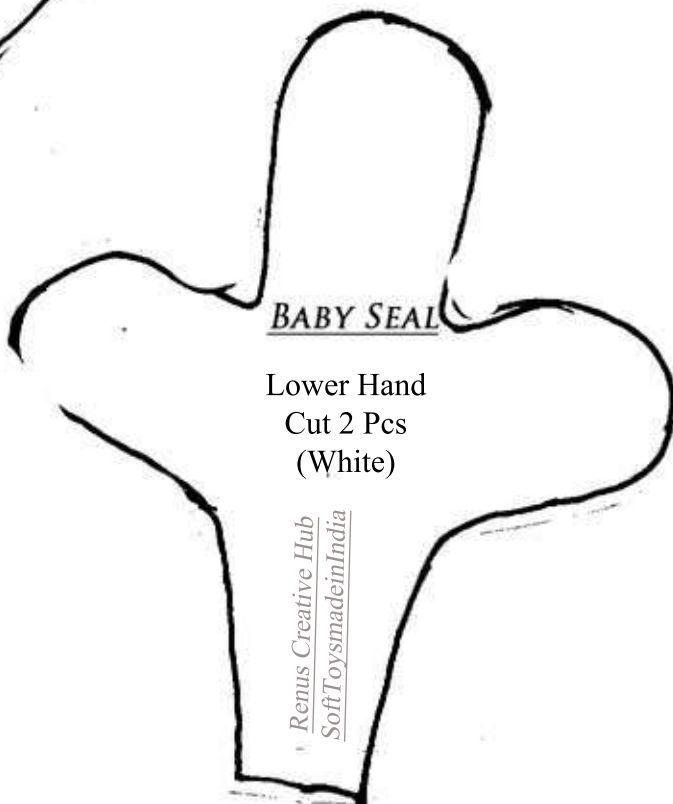 BABY SEAL
Lower Hand
Cut 2 Pcs
(White)
Renus Creative Hub
SoftToysmadeinIndia